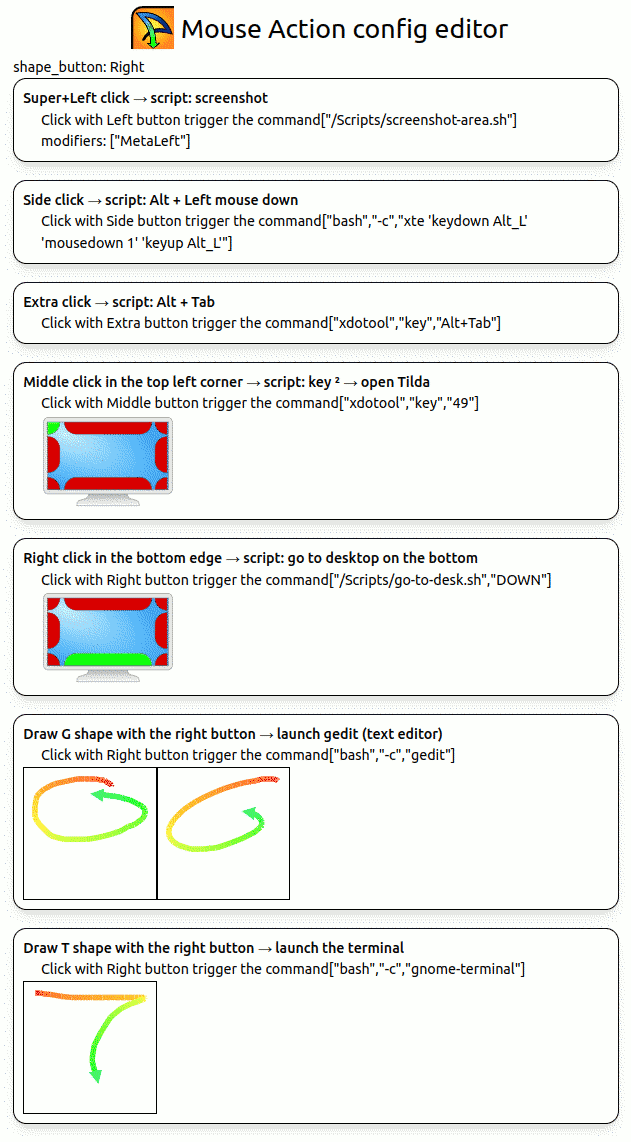 Mouse Action config editor
shape_button: Right
Super+Left click → script: screenshot
Click with Left button trigger the command["/Scripts/screenshot-area.sh"]
modifiers: ["MetaLeft"]
Side click → script: Alt + Left mouse down
Click with Side button trigger the command["bash","-c","xte 'keydown Alt_L'
'mousedown 1' 'keyup Alt_L'"]
Extra click → script: Alt + Tab
Click with Extra button trigger the command["xdotool","key","Alt+Tab"]
Middle click in the top left corner → script: key ² → open Tilda
Click with Middle button trigger the command["xdotool","key","49"]
Right click in the bottom edge → script: go to desktop on the bottom
Click with Right button trigger the command["/Scripts/go-to-desk.sh","DOWN"]
Draw G shape with the right button → launch gedit (text editor)
Click with Right button trigger the command["bash","-c","gedit"]
Draw T shape with the right button → launch the terminal
Click with Right button trigger the command["bash","-c","gnome-terminal"]